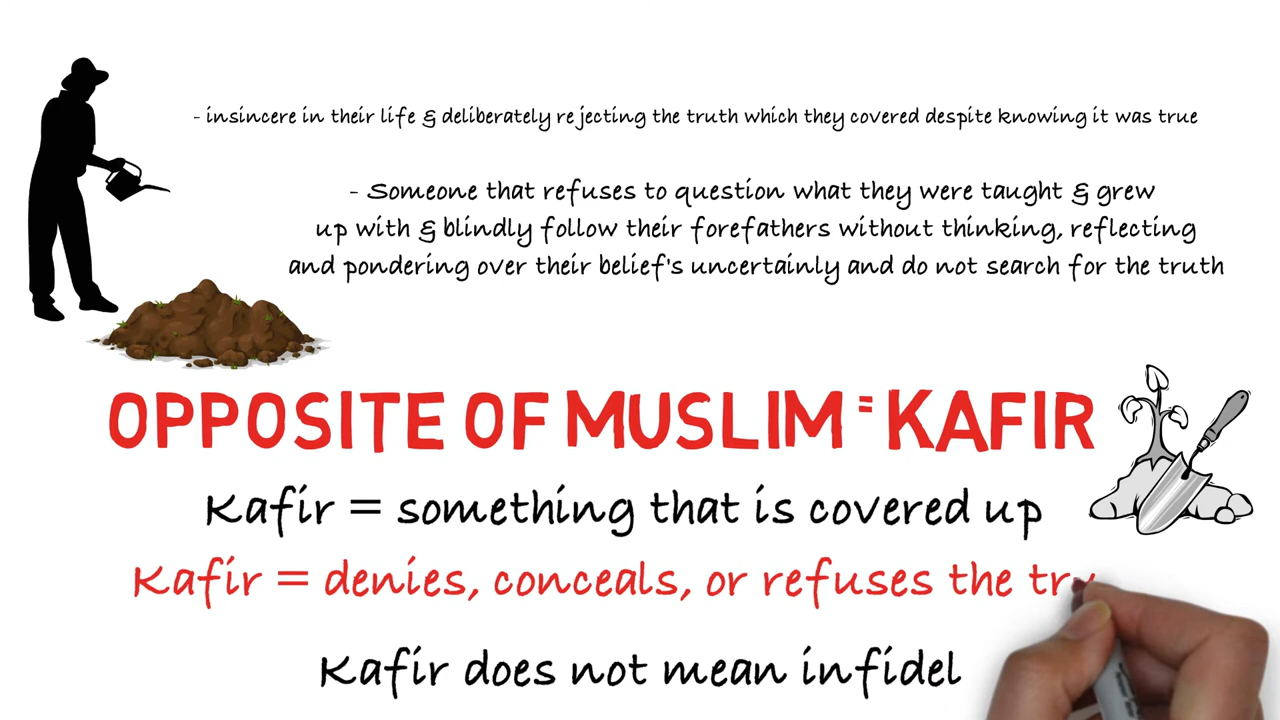 - insincere in their life & deliberately rejecting the truth which they covered despite knowing it was true
- Someone that refuses to question what they were taught & grew
up with & blindly follow their forefathers without thinking, reflecting
and pondering over their belief's uncertainly and do not search for the truth
OPPOSITE OF MUSLIM = KAFIR
Kafir = something that is covered up
Kafir = denies, conceals, or refuses the
Kafir does not mean infidel